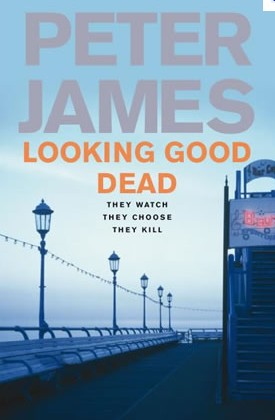 PETER
JAMES
LOOKING GOOD
DEAD
THEY WATCH
THEY CHOOSE
THEY KILL